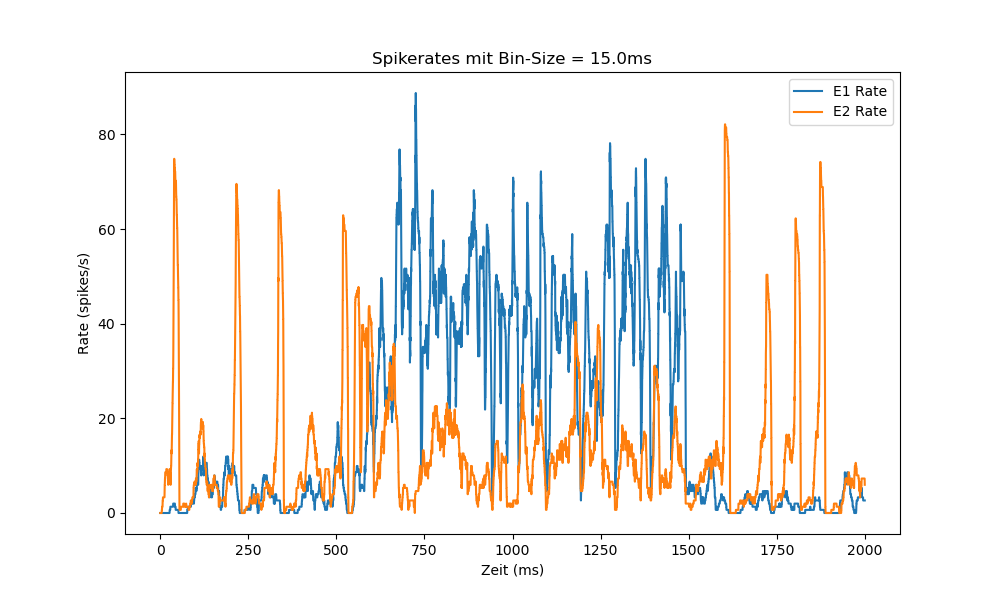 Spikerates mit Bin-Size = 15.0ms
E1 Rate
E2 Rate
Rate (spikes/s)
80
60
40
20
0
0 250 500 750 1000 1250 1500 1750 2000
Zeit (ms)